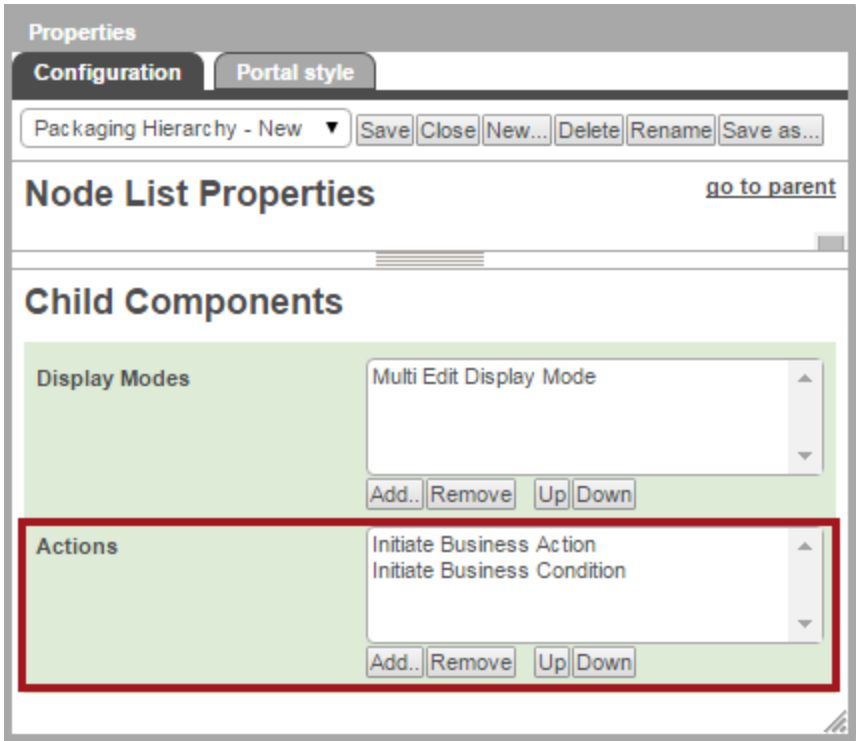 Properties
Configuration Portal style
Packaging Hierarchy - New Save Close New... Delete Rename Save as...
Node List Properties go to parent
Child Components
Display Modes Multi Edit Display Mode
Add.. Remove Up Down
Actions Initiate Business Action
Initiate Business Condition
Add.. Remove Up Down